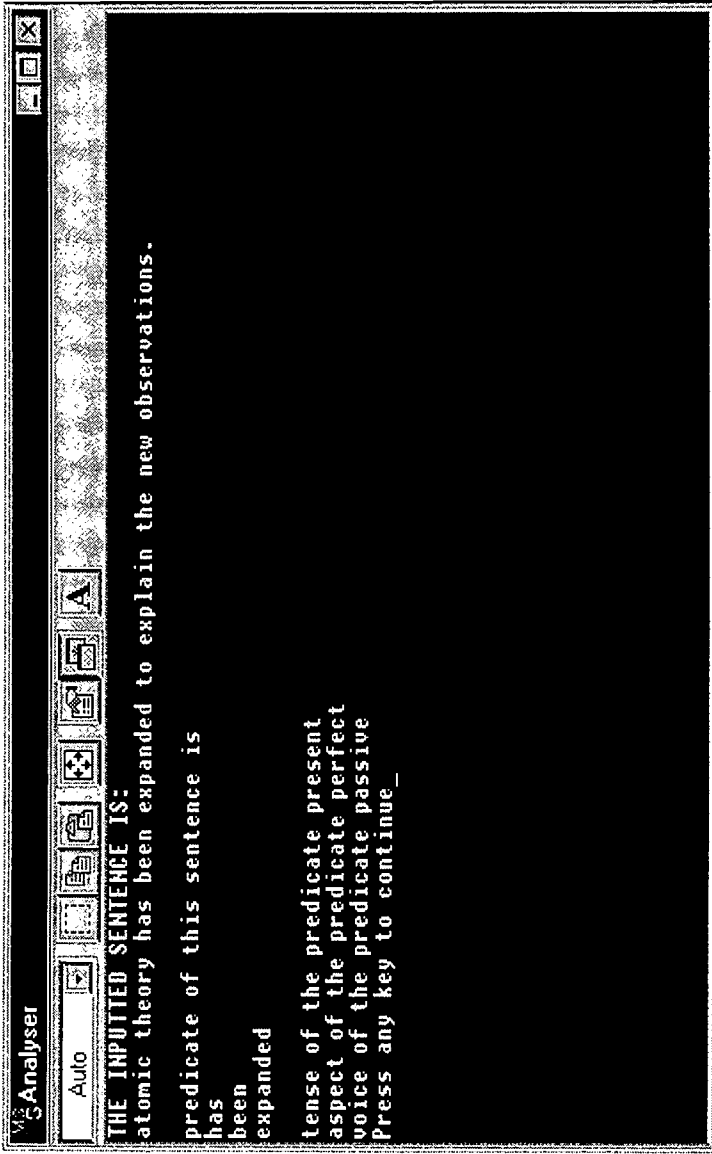 Analyser
Auto
A
THE INPUTTED SENTENCE IS:
atomic theory has been expanded to explain the new observations.
predicate of this sentence is
has
been
expanded
tense of the predicate present
aspect of the predicate perfect
voice of the predicate passive
Press any key to continue_